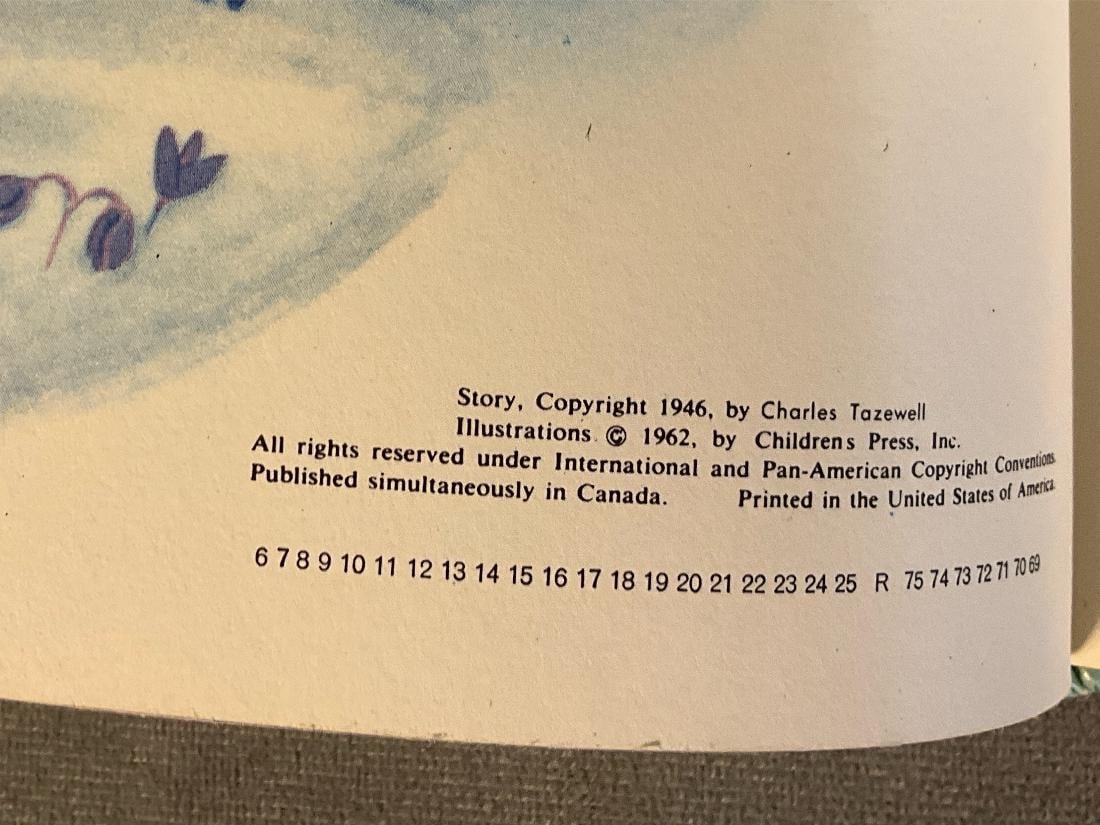 Story, Copyright 1946, by Charles Tazewell
Illustrations © 1962, by Childrens Press, Inc.
All rights reserved under International and Pan-American Copyright Conventions.
Published simultaneously in Canada. Printed in the United States of America.
6 7 8 9 10 11 12 13 14 15 16 17 18 19 20 21 22 23 24 25 R 75 74 73 72 71 70 69